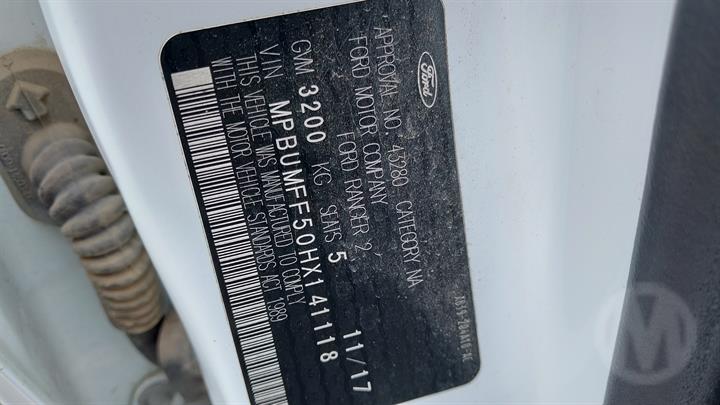 Ford
APPROVAL NO. 45280 CATEGORY NA
FORD MOTOR COMPANY
FORD RANGER 2
11/17
GVM 3200 KG SEATS 5
VIN MPBUMFF50HX141118
THIS VEHICLE WAS MANUFACTURED TO COMPLY
WITH THE MOTOR VEHICLE STANDARDS ACT 1989
M